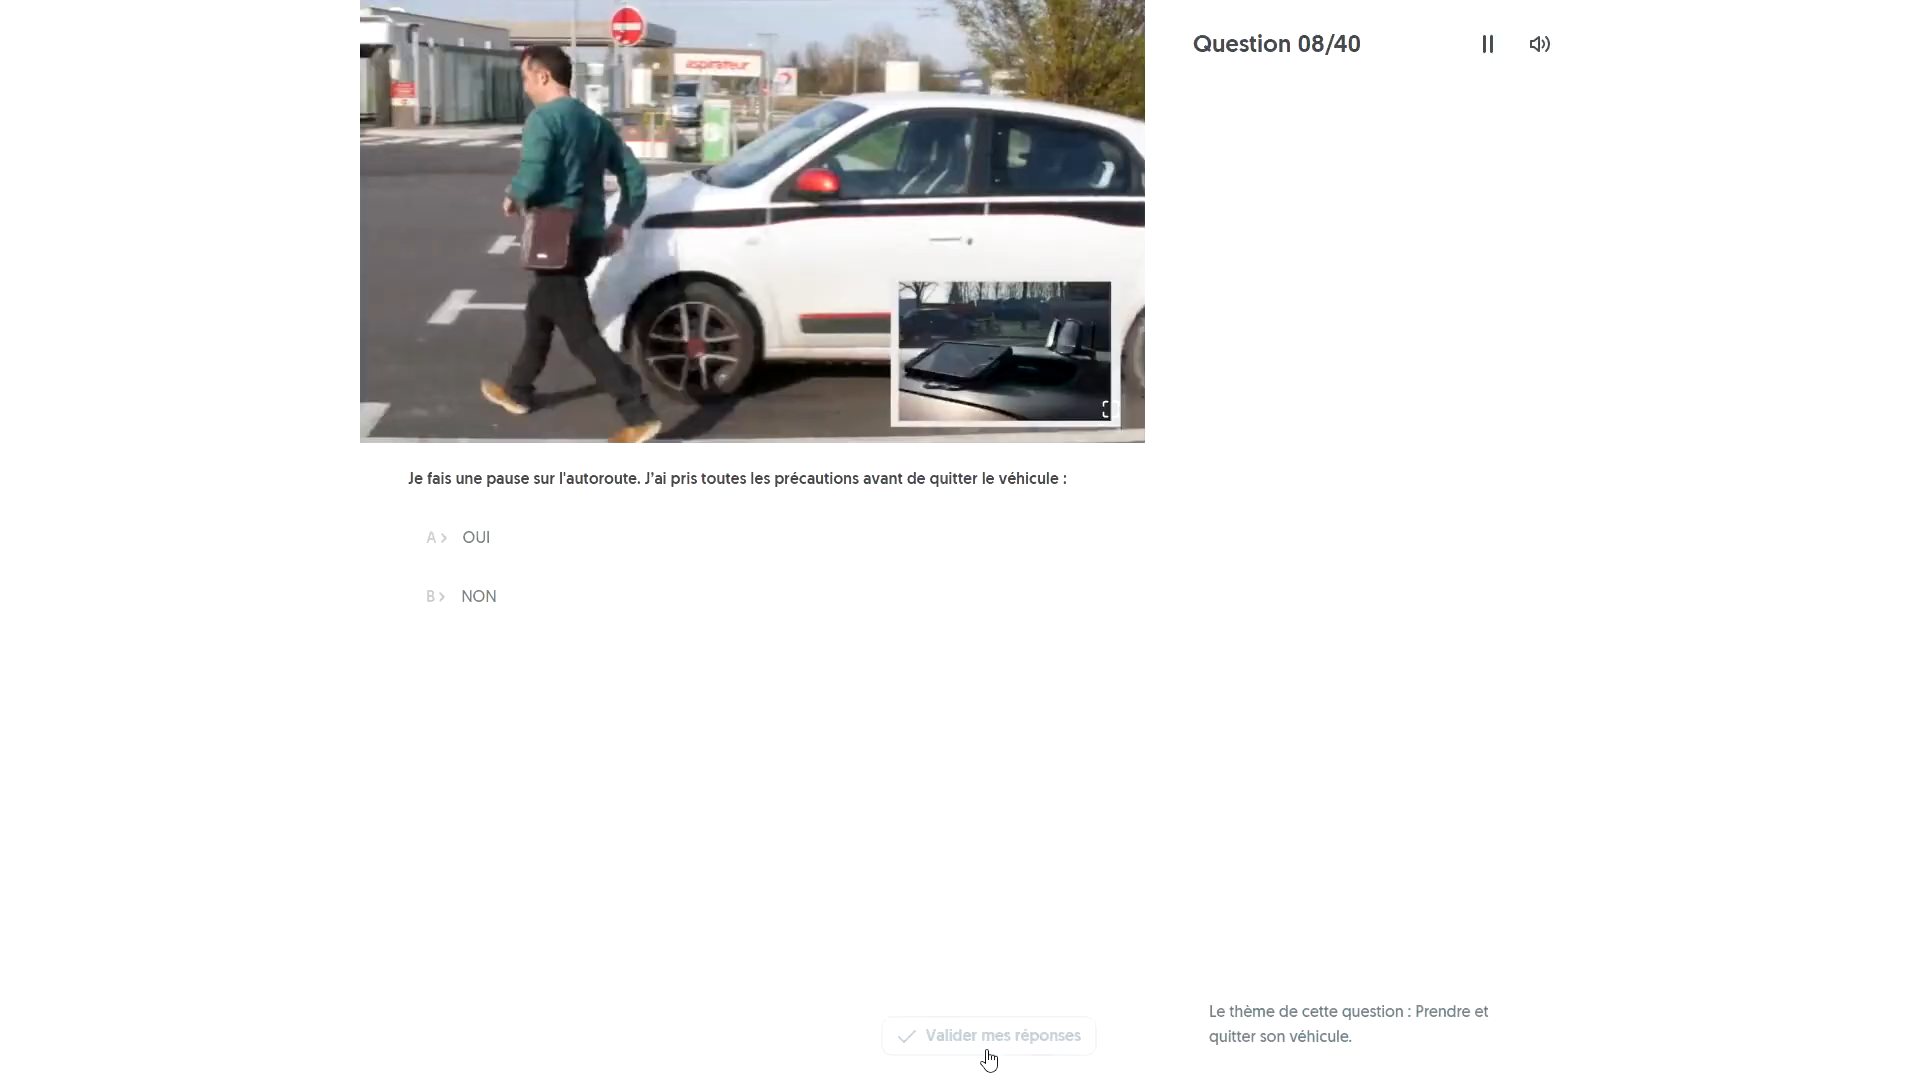 aspirateur
Question 08/40
Je fais une pause sur l'autoroute. J'ai pris toutes les précautions avant de quitter le véhicule :
A > OUI
B > NON
Valider mes réponses
Le thème de cette question : Prendre et
quitter son véhicule.